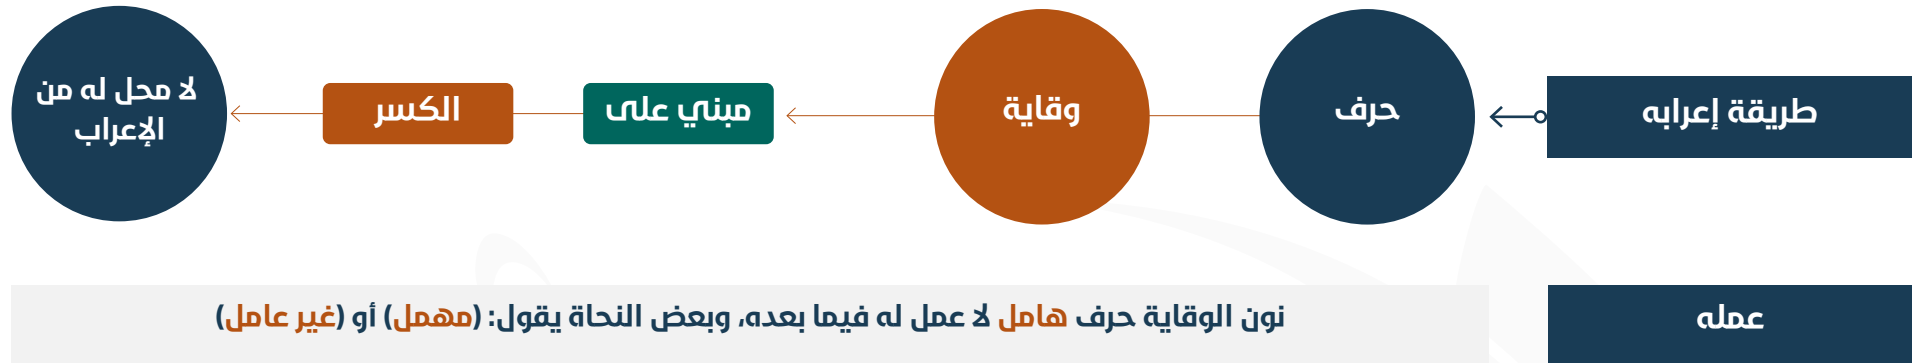 طريقة إعرابه
حرف
وقاية
مبني على
الكسر
لا محل له من
الإعراب
عمله
نون الوقاية حرف هامل لا عمل له فيما بعده، وبعض النحاة يقول: (مهمل) أو (غير عامل)